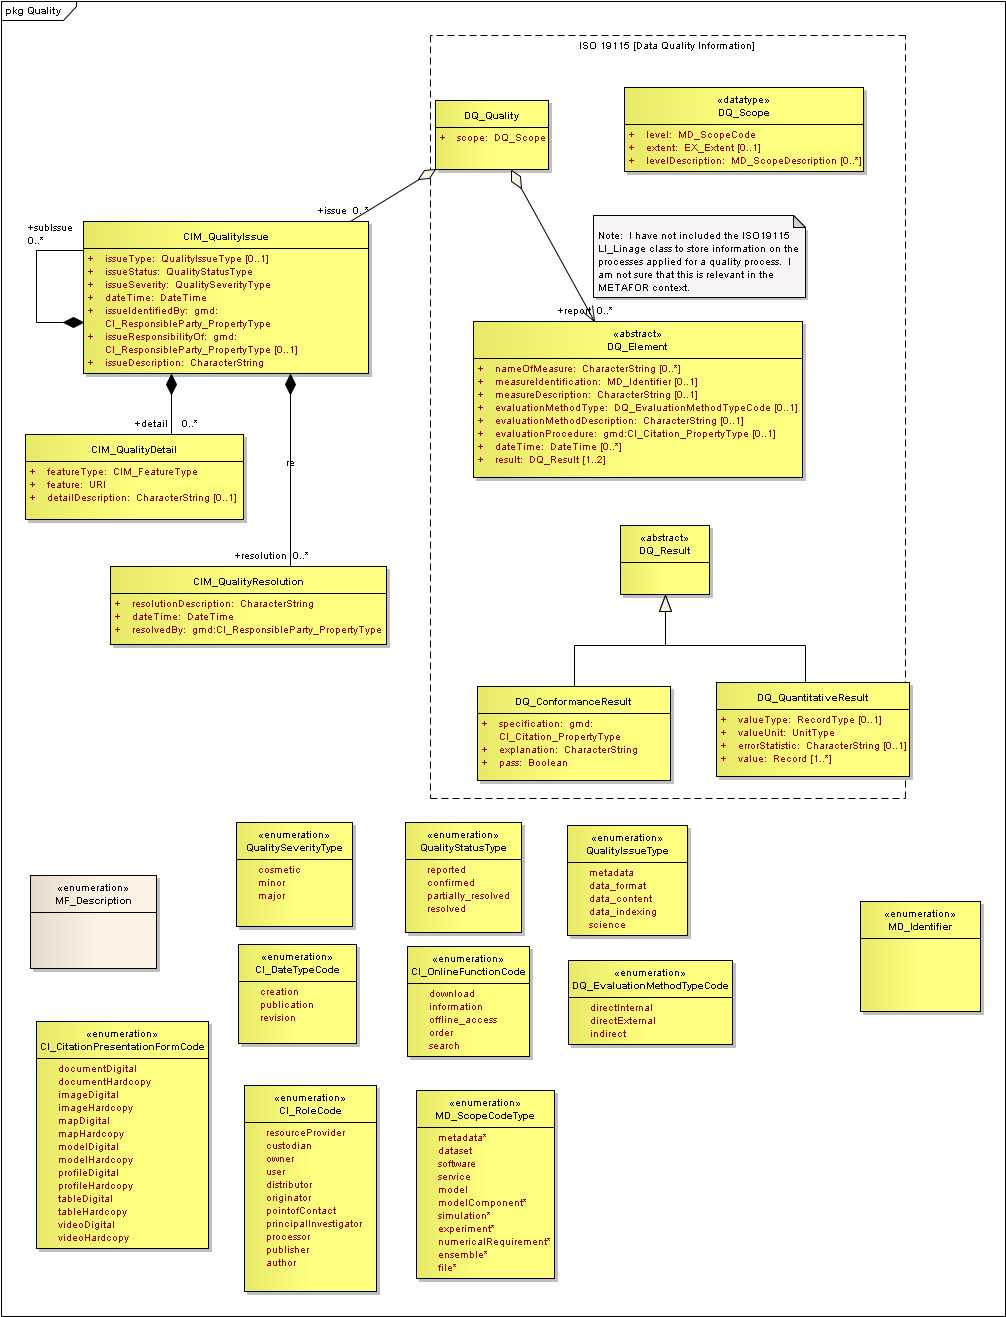 pkg Quality
ISO 19115 [Data Quality Information]
DQ_Quality
+ scope: DQ_Scope
«datatype»
DQ_Scope
+ level: MD_ScopeCode
+ extent: EX_Extent [0..1]
+ levelDescription: MD_ScopeDescription [0..*]
+issue 0..*
+subIssue
0..*
CIM_QualityIssue
+ issueType: QualityIssueType [0..1]
+ issueStatus: QualityStatusType
+ issueSeverity: QualitySeverityType
+ dateTime: DateTime
+ issueIdentifiedBy: gmd:
CI_ResponsibleParty_PropertyType
+ issueResponsibilityOf: gmd:
CI_ResponsibleParty_PropertyType [0..1]
+ issueDescription: CharacterString
Note: I have not included the ISO19115
LI_Linage class to store information on the
processes applied for a quality process. I
am not sure that this is relevant in the
METAFOR context.
+report 0..*
«abstract»
DQ_Element
+ nameOfMeasure: CharacterString [0..*]
+ measureIdentification: MD_Identifier [0..1]
+ measureDescription: CharacterString [0..1]
+ evaluationMethodType: DQ_EvaluationMethodTypeCode [0..1]
+ evaluationMethodDescription: CharacterString [0..1]
+ evaluationProcedure: gmd:CI_Citation_PropertyType [0..1]
+ dateTime: DateTime [0..*]
+ result: DQ_Result [1..2]
+detail 0..*
CIM_QualityDetail
+ featureType: CIM_FeatureType
+ feature: URI
+ detailDescription: CharacterString [0..1]
re
+resolution 0..*
CIM_QualityResolution
+ resolutionDescription: CharacterString
+ dateTime: DateTime
+ resolvedBy: gmd:CI_ResponsibleParty_PropertyType
«abstract»
DQ_Result
DQ_ConformanceResult
+ specification: gmd:
CI_Citation_PropertyType
+ explanation: CharacterString
+ pass: Boolean
DQ_QuantitativeResult
+ valueType: RecordType [0..1]
+ valueUnit: UnitType
+ errorStatistic: CharacterString [0..1]
+ value: Record [1..*]
«enumeration»
QualitySeverityType
cosmetic
minor
major
«enumeration»
QualityStatusType
reported
confirmed
partially_resolved
resolved
«enumeration»
QualityIssueType
metadata
data_format
data_content
data_indexing
science
«enumeration»
MF_Description
«enumeration»
MD_Identifier
«enumeration»
CI_DateTypeCode
creation
publication
revision
«enumeration»
CI_OnlineFunctionCode
download
information
offline_access
order
search
«enumeration»
DQ_EvaluationMethodTypeCode
directInternal
directExternal
indirect
«enumeration»
CI_CitationPresentationFormCode
documentDigital
documentHardcopy
imageDigital
imageHardcopy
mapDigital
mapHardcopy
modelDigital
modelHardcopy
profileDigital
profileHardcopy
tableDigital
tableHardcopy
videoDigital
videoHardcopy
«enumeration»
CI_RoleCode
resourceProvider
custodian
owner
user
distributor
originator
pointofContact
principalInvestigator
processor
publisher
author
«enumeration»
MD_ScopeCodeType
metadata*
dataset
software
service
model
modelComponent*
simulation*
experiment*
numericalRequirement*
ensemble*
file*